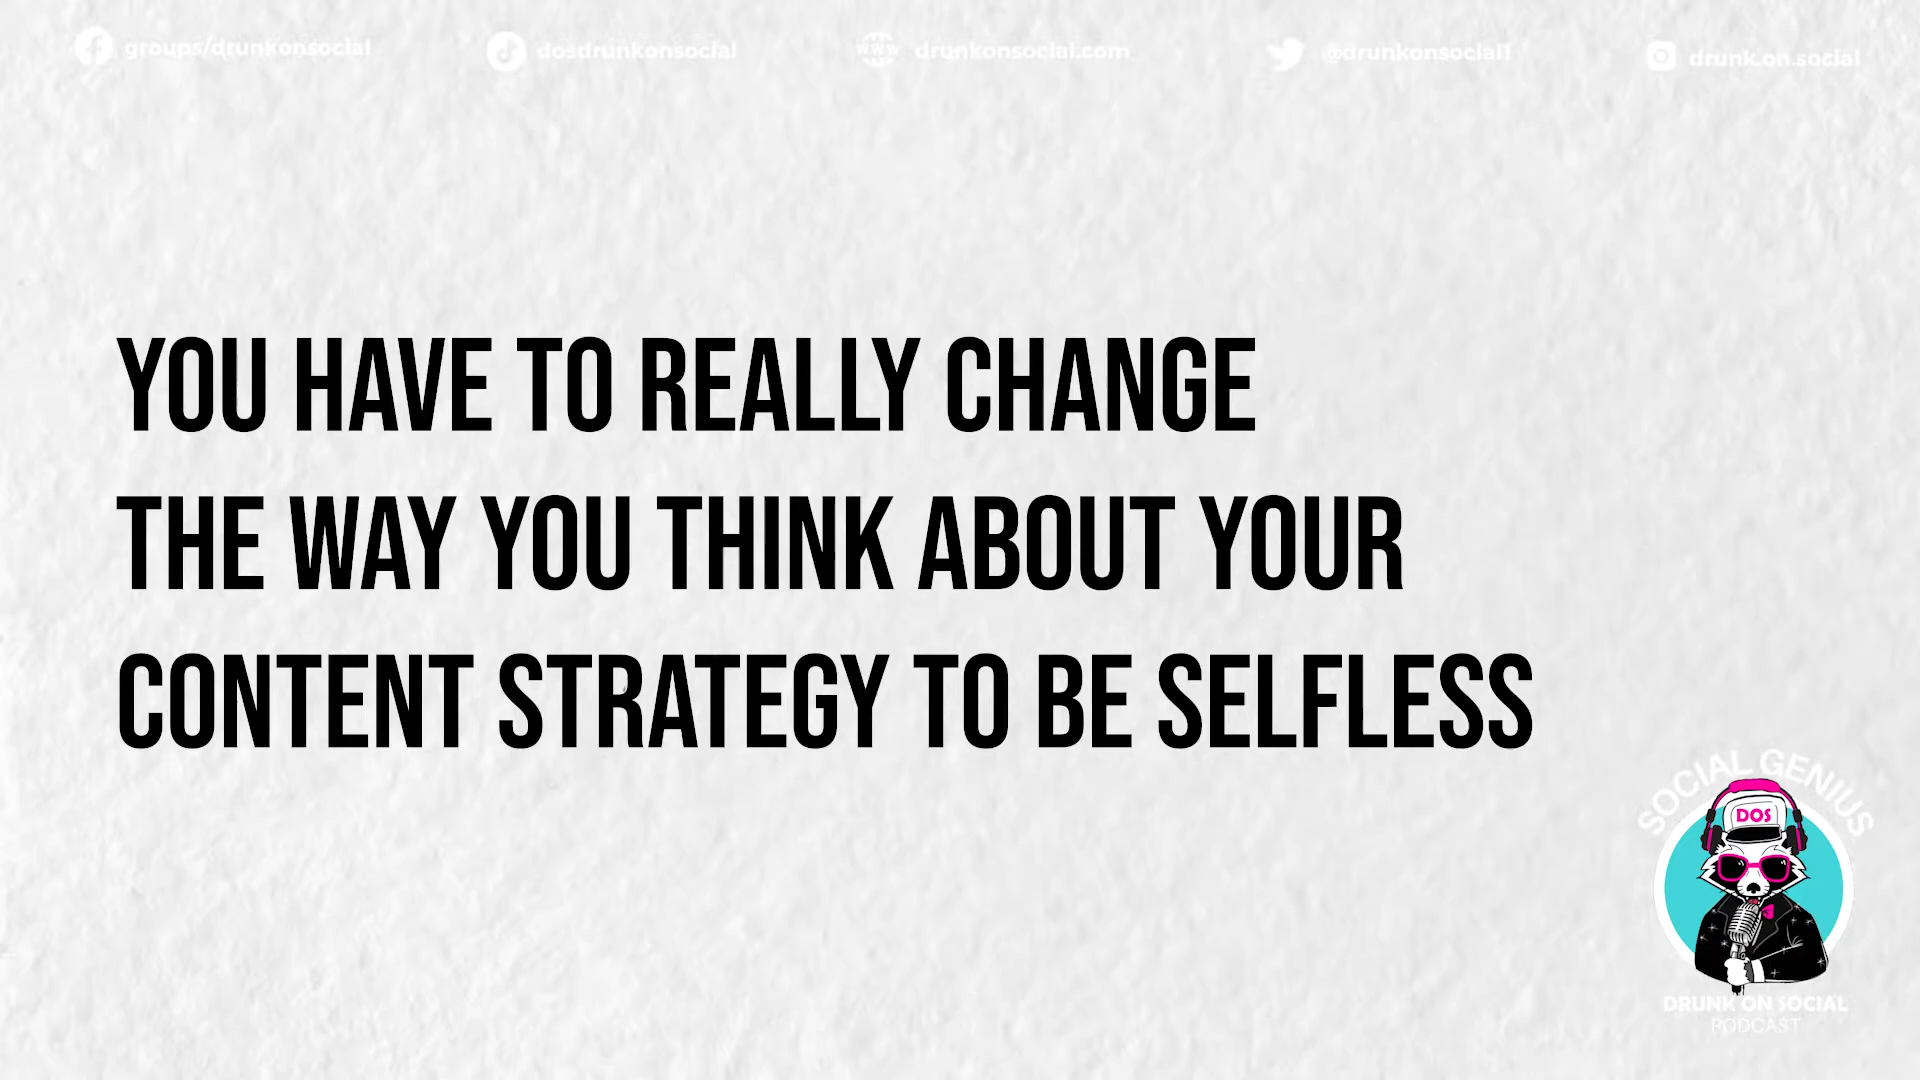 groups/drunkonsocial
dosdrunkonsocial
www
drunkonsocial.com
@drunkonsocial1
drunk.on.social
YOU HAVE TO REALLY CHANGE
THE WAY YOU THINK ABOUT YOUR
CONTENT STRATEGY TO BE SELFLESS
SOCIAL GENIUS
DOS
DRUNK ON SOCIAL
PODCAST